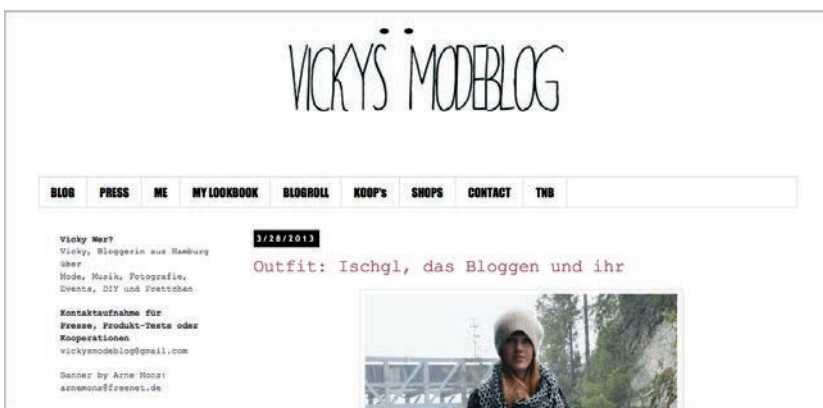 VICKYS MODEBLOG
BLOG PRESS ME MY LOOKBOOK BLOGROLL KOOP's SHOPS CONTACT TNB
Vicky Wer?
Vicky, Bloggerin aus Hamburg
über
Mode, Musik, Fotografie,
Events, DIY und Frettchen
Kontaktaufnahme für
Presse, Produkt-Tests oder
Kooperationen
vickysmodeblog@gmail.com
Banner by Arne Mons:
arnemons@freenet.de
3/28/2013
Outfit: Ischgl, das Bloggen und ihr